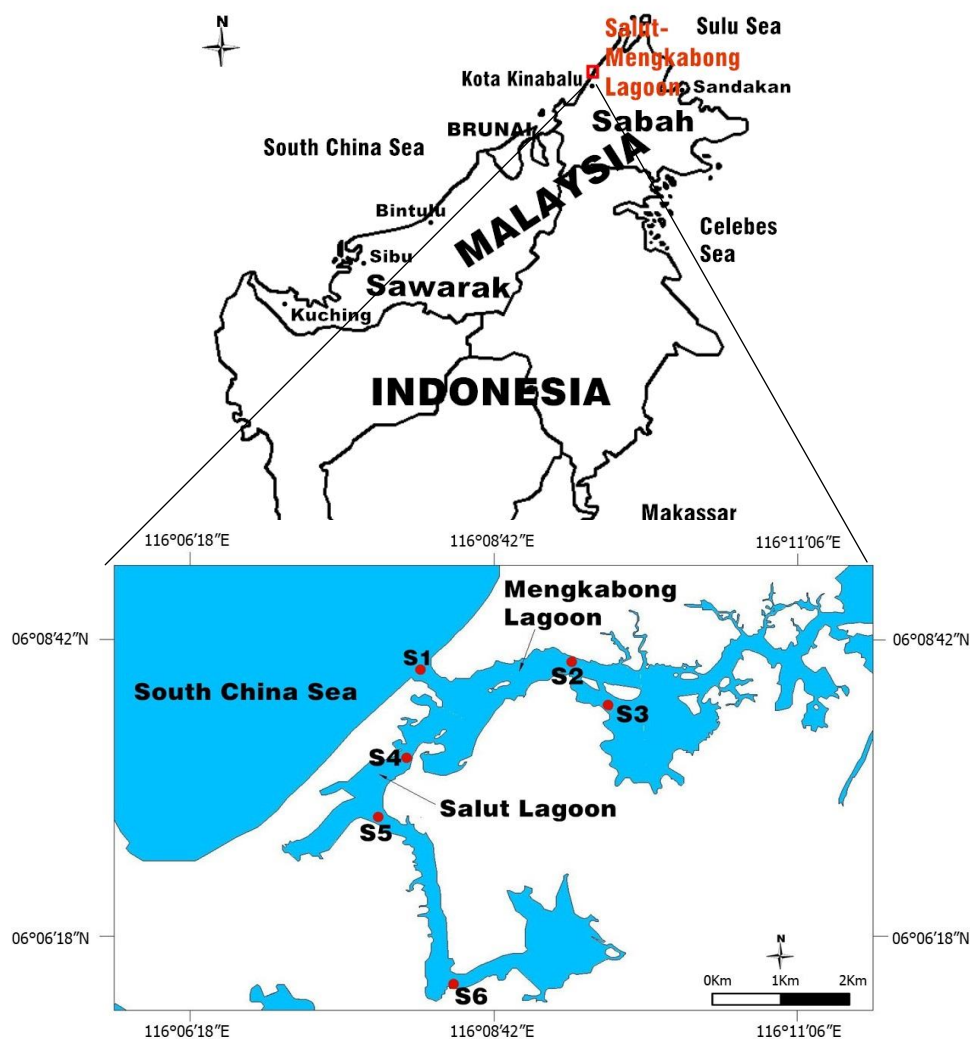 N
Sulu Sea
Salut-
Mengkabong
Lagoon
Kota Kinabalu
Sandakan
Sabah
BRUNAI
South China Sea
MALAYSIA
Bintulu
Celebes
Sea
Sibu
Sawarak
Kuching
INDONESIA
Makassar
116°06′18″E
116°08′42″E
116°11′06″E
Mengkabong
Lagoon
06°08′42″N
06°08′42″N
S1
S2
South China Sea
S3
S4
Salut Lagoon
S5
06°06′18″N
06°06′18″N
N
0Km
1Km
2Km
S6
116°06′18″E
116°08′42″E
116°11′06″E